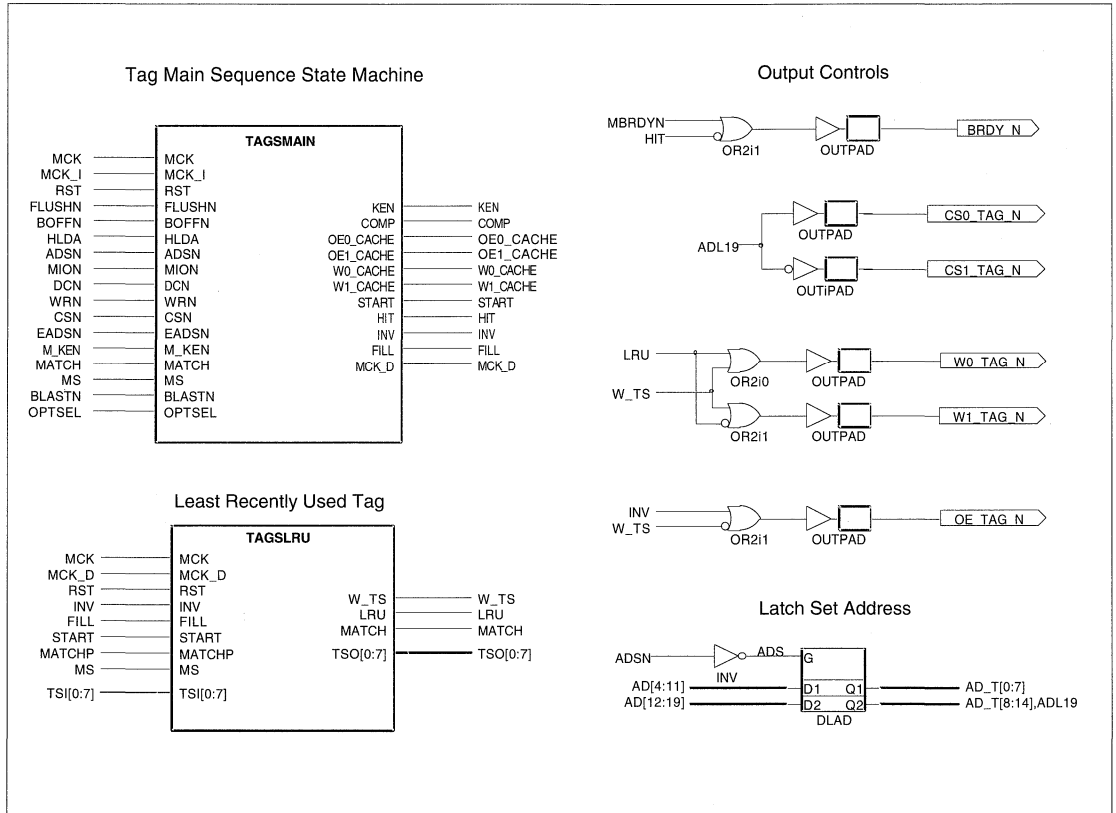 Tag Main Sequence State Machine
TAGSMAIN
MCK MCK
MCK_I MCK_I
RST RST
FLUSHN FLUSHN KEN KEN
BOFFN BOFFN COMP COMP
HLDA HLDA OE0_CACHE OE0_CACHE
ADSN ADSN OE1_CACHE OE1_CACHE
MION MION W0_CACHE W0_CACHE
DCN DCN W1_CACHE W1_CACHE
WRN WRN START START
CSN CSN HIT HIT
EADSN EADSN INV INV
M_KEN M_KEN FILL FILL
MATCH MATCH MCK_D MCK_D
MS MS
BLASTN BLASTN
OPTSEL OPTSEL
Least Recently Used Tag
TAGSLRU
MCK MCK
MCK_D MCK_D
RST RST
INV INV W_TS W_TS
FILL FILL LRU LRU
START START MATCH MATCH
MATCHP MATCHP TSO[0:7] TSO[0:7]
MS MS
TSI[0:7] TSI[0:7]
Output Controls
MBRDYN BRDY_N
HIT
OR2i1 OUTPAD
CS0_TAG_N
OUTPAD
ADL19
CS1_TAG_N
OUTiPAD
LRU W0_TAG_N
OR2i0 OUTPAD
W_TS
W1_TAG_N
OR2i1 OUTPAD
INV OE_TAG_N
W_TS
OR2i1 OUTPAD
Latch Set Address
ADSN ADS G
INV
AD[4:11] D1 Q1 AD_T[0:7]
AD[12:19] D2 Q2 AD_T[8:14],ADL19
DLAD